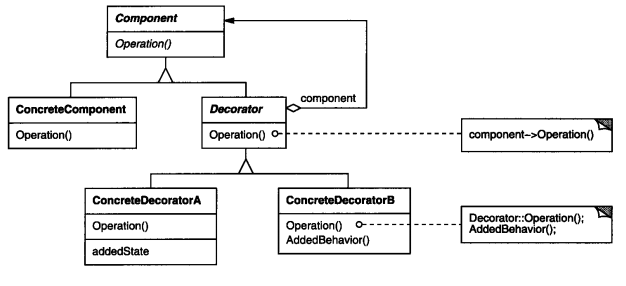 Component
Operation()
ConcreteComponent
Operation()
Decorator
Operation()
component
component->Operation()
ConcreteDecoratorA
Operation()
addedState
ConcreteDecoratorB
Operation()
AddedBehavior()
Decorator::Operation();
AddedBehavior();